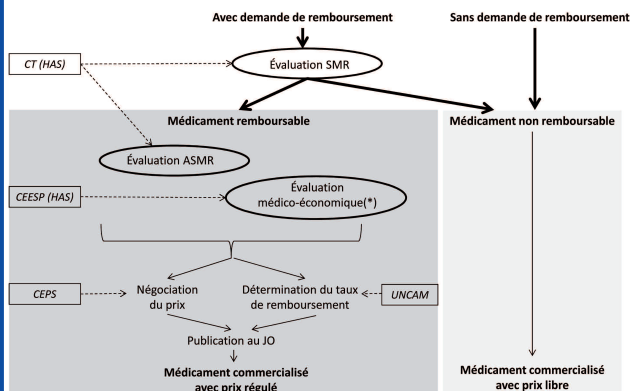 Avec demande de remboursement
Sans demande de remboursement
CT (HAS)
Évaluation SMR
Médicament remboursable
Médicament non remboursable
Évaluation ASMR
CEESP (HAS)
Évaluation
médico-économique(*)
CEPS
Négociation
du prix
Détermination du taux
de remboursement
UNCAM
Publication au JO
Médicament commercialisé
avec prix régulé
Médicament commercialisé
avec prix libre